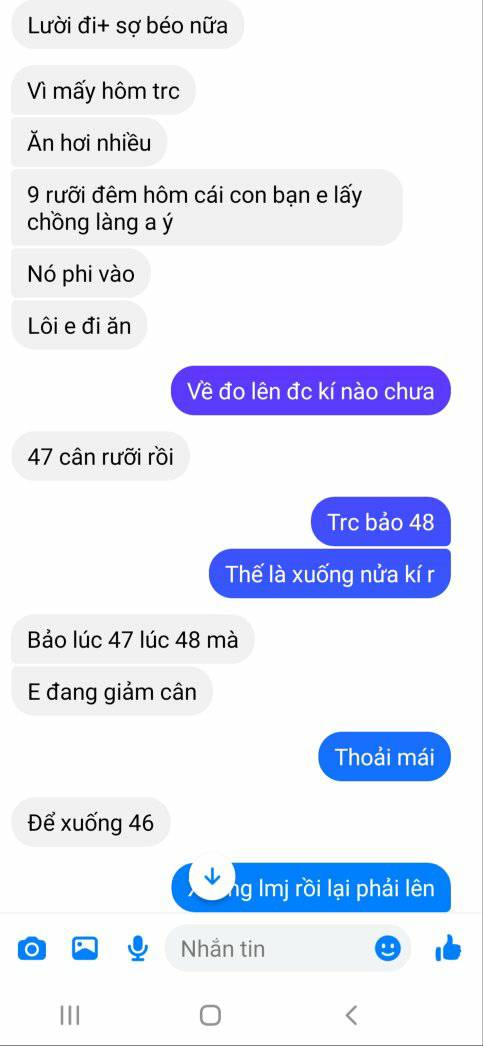 Lười đi+ sợ béo nữa
Vì mấy hôm trc
Ăn hơi nhiều
9 rưỡi đêm hôm cái con bạn e lấy
chồng làng a ý
Nó phi vào
Lôi e đi ăn
Về đo lên đc kí nào chưa
47 cân rưỡi rồi
Trc bảo 48
Thế là xuống nửa kí r
Bảo lúc 47 lúc 48 mà
E đang giảm cân
Thoải mái
Để xuống 46
lmj rồi lại phải lên
Nhắn tin